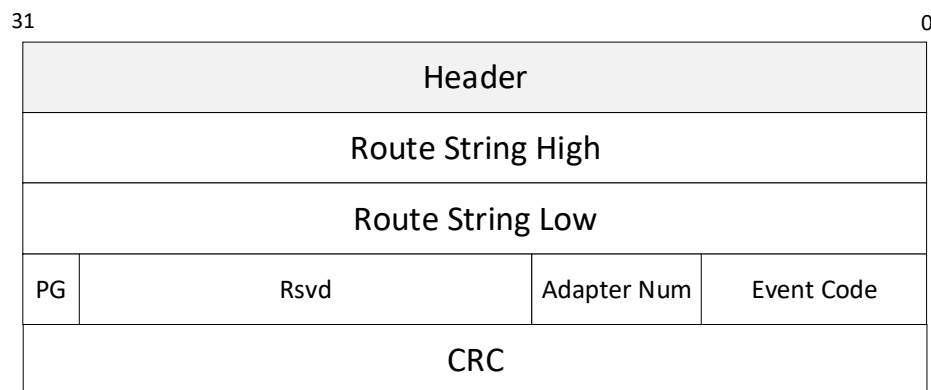 31 0
Header
Route String High
Route String Low
PG Rsvd Adapter Num Event Code
CRC